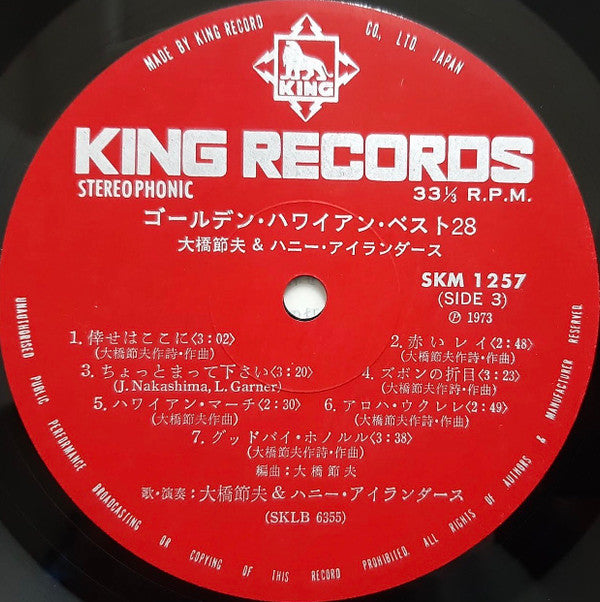 MADE BY KING RECORD CO., LTD. JAPAN
KING
KING RECORDS
STEREOPHONIC
33⅓ R.P.M.
ゴールデン・ハワイアン・ベスト28
大橋節夫 & ハニー・アイランダース
SKM 1257
(SIDE 3)
℗ 1973
1. 倖せはここに〈3:02〉
(大橋節夫作詩・作曲)
2. 赤いレイ〈2:48〉
(大橋節夫作詩・作曲)
3. ちょっとまって下さい〈3:20〉
(J. Nakashima, L. Garner)
4. ズボンの折目〈3:23〉
(大橋節夫作詩・作曲)
5. ハワイアン・マーチ〈2:30〉
(大橋節夫作曲)
6. アロハ・ウクレレ〈2:49〉
(大橋節夫作詩・作曲)
7. グッドバイ・ホノルル〈3:38〉
(大橋節夫作詩・作曲)
編曲:大橋節夫
歌・演奏:大橋節夫 & ハニー・アイランダース
(SKLB 6355)
UNAUTHORISED PUBLIC PERFORMANCE BROADCASTING OR COPYING OF THIS RECORD PROHIBITED. ALL RIGHTS OF AUTHORS & MANUFACTURER RESERVED.